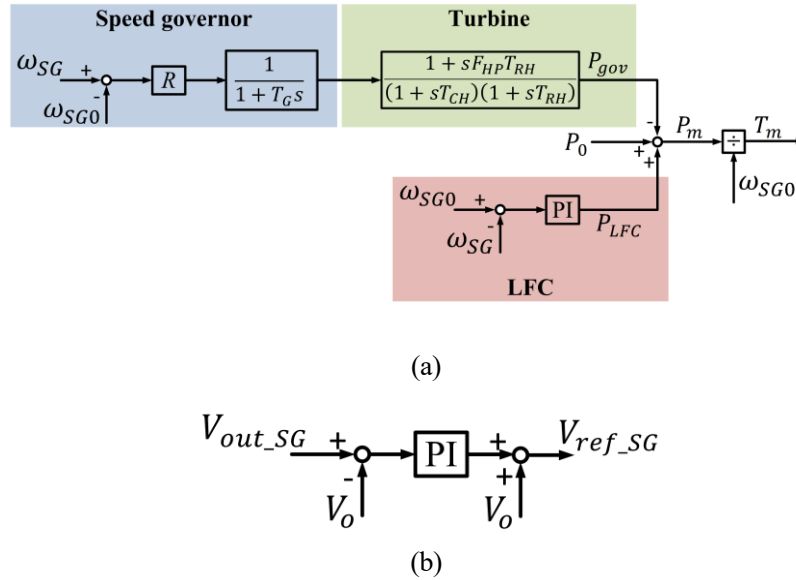 Speed governor
Turbine
ω_SG + - ω_SG0
R
1 / (1 + T_G s)
1 + sF_HP T_RH / (1 + sT_CH)(1 + sT_RH)
P_gov
-
P_0 + + P_m ÷ T_m
ω_SG0
ω_SG0 + - ω_SG
PI
P_LFC
LFC
(a)
V_out_SG + - V_o
PI
+ + V_o
V_ref_SG
(b)